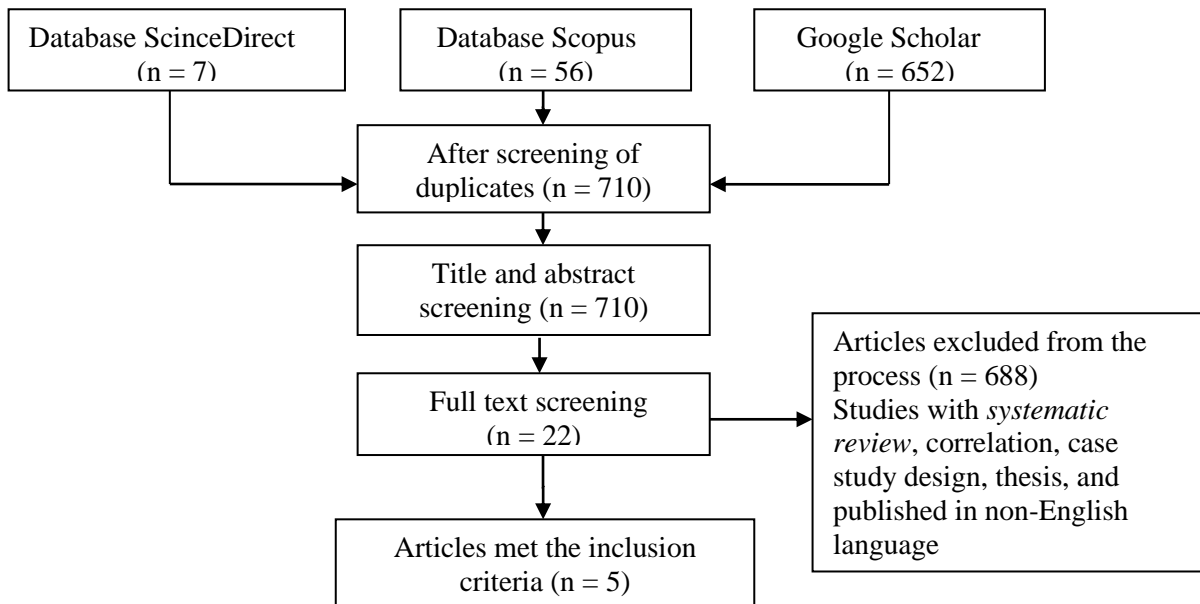 Database ScinceDirect
(n = 7)
Database Scopus
(n = 56)
Google Scholar
(n = 652)
After screening of
duplicates (n = 710)
Title and abstract
screening (n = 710)
Full text screening
(n = 22)
Articles excluded from the
process (n = 688)
Studies with systematic
review, correlation, case
study design, thesis, and
published in non-English
language
Articles met the inclusion
criteria (n = 5)